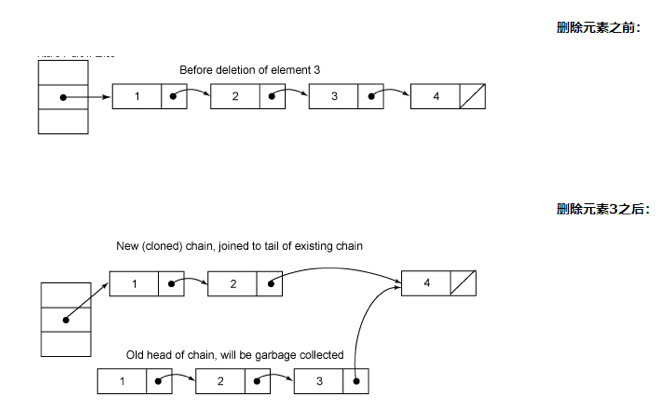 删除元素之前：
Before deletion of element 3
1 2 3 4
删除元素3之后：
New (cloned) chain, joined to tail of existing chain
1 2 4
Old head of chain, will be garbage collected
1 2 3